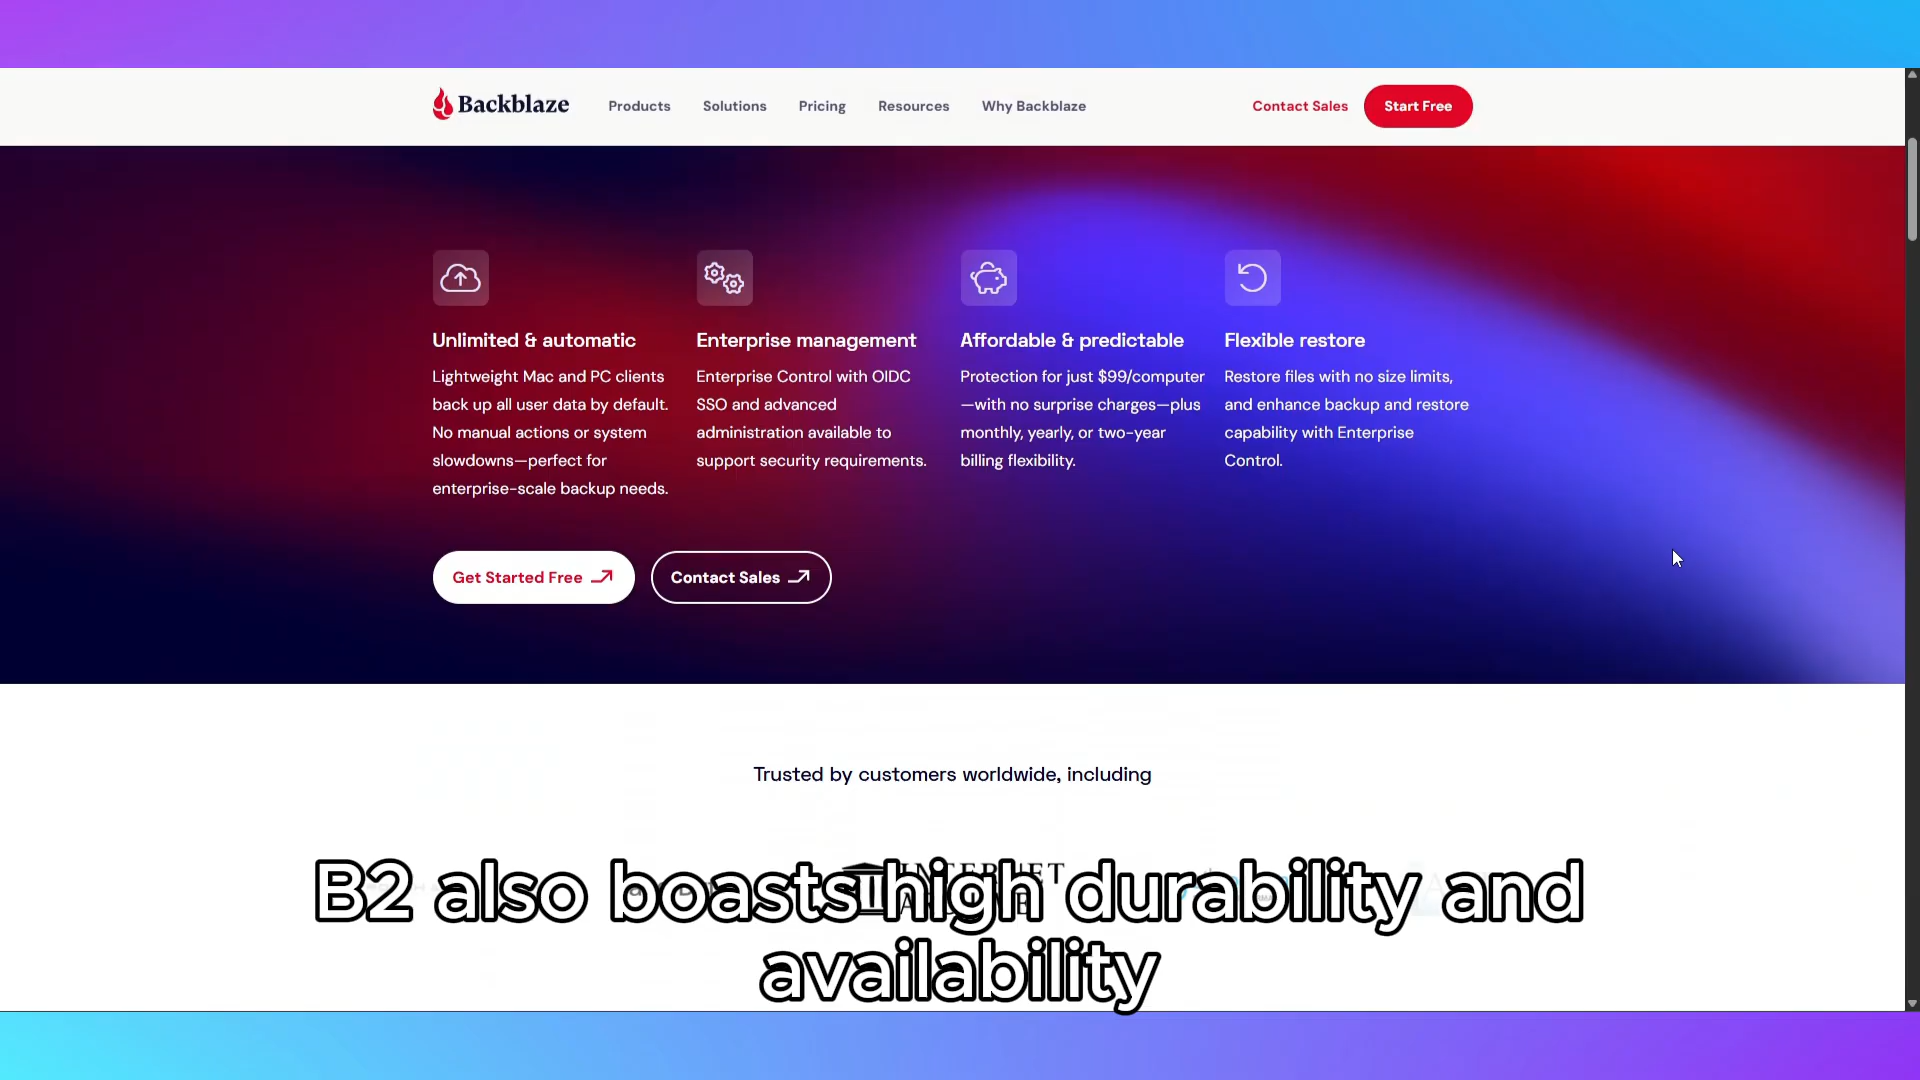 Backblaze
Products Solutions Pricing Resources Why Backblaze Contact Sales Start Free
Unlimited & automatic
Lightweight Mac and PC clients
back up all user data by default.
No manual actions or system
slowdowns—perfect for
enterprise-scale backup needs.
Enterprise management
Enterprise Control with OIDC
SSO and advanced
administration available to
support security requirements.
Affordable & predictable
Protection for just $99/computer
—with no surprise charges—plus
monthly, yearly, or two-year
billing flexibility.
Flexible restore
Restore files with no size limits,
and enhance backup and restore
capability with Enterprise
Control.
Get Started Free Contact Sales
Trusted by customers worldwide, including
INTERNET
ARCHIVE
B2 also boasts high durability and
availability